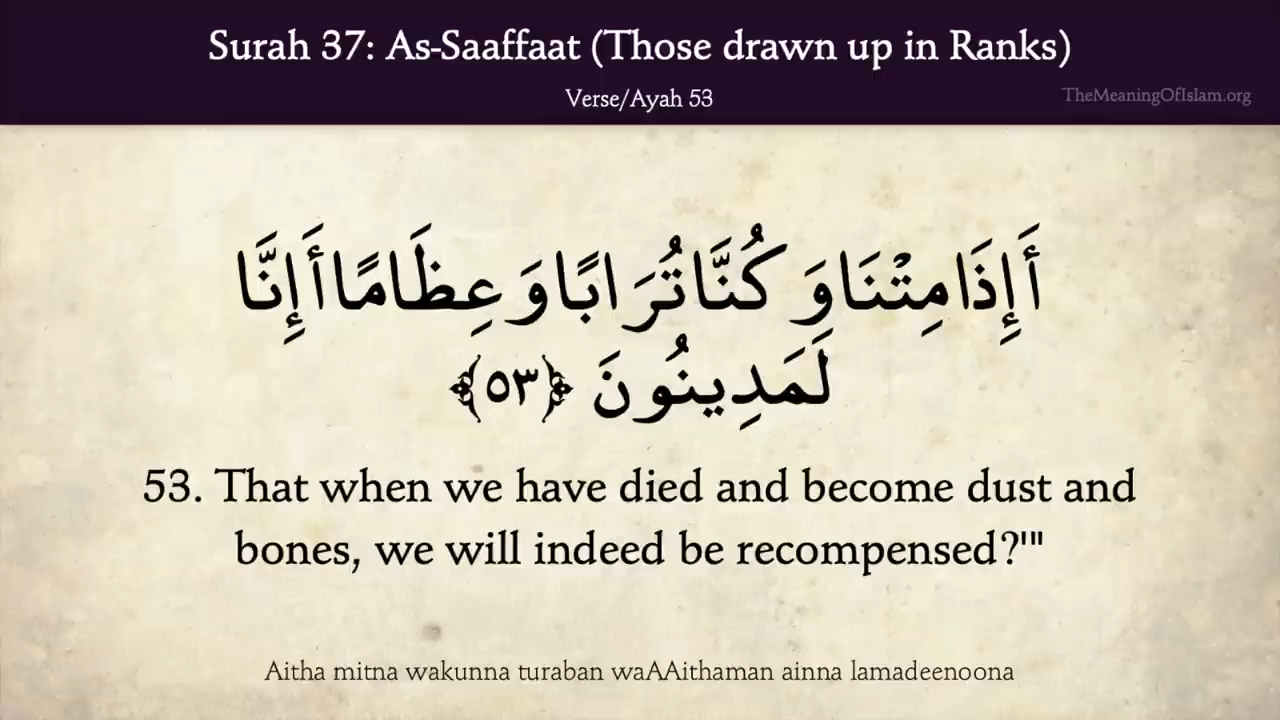 Surah 37: As-Saaffaat (Those drawn up in Ranks)
Verse/Ayah 53
TheMeaningOfIslam.org
أَإِذَا مِتْنَا وَكُنَّا تُرَابًا وَعِظَامًا أَإِنَّا
لَمَدِينُونَ ﴿٥٣﴾
53. That when we have died and become dust and
bones, we will indeed be recompensed?'"
Aitha mitna wakunna turaban waAAithaman ainna lamadeenoona